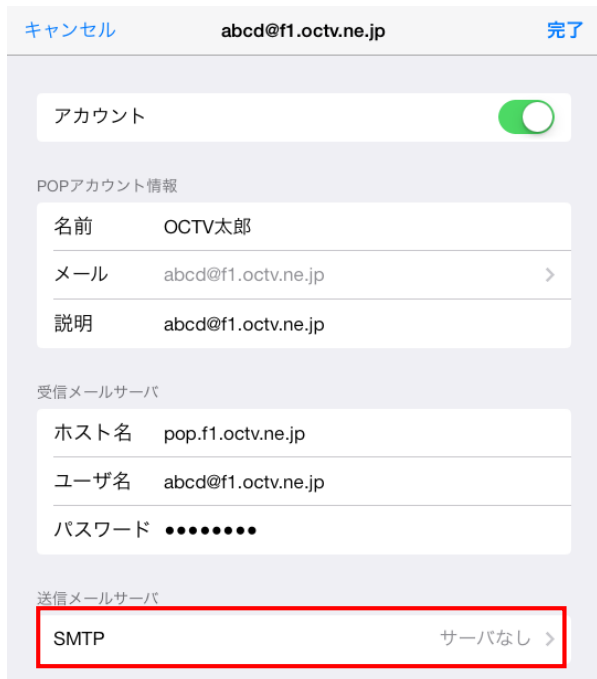 キャンセル abcd@f1.octv.ne.jp 完了
アカウント
POPアカウント情報
名前 OCTV太郎
メール abcd@f1.octv.ne.jp
説明 abcd@f1.octv.ne.jp
受信メールサーバ
ホスト名 pop.f1.octv.ne.jp
ユーザ名 abcd@f1.octv.ne.jp
パスワード ●●●●●●●●
送信メールサーバ
SMTP サーバなし